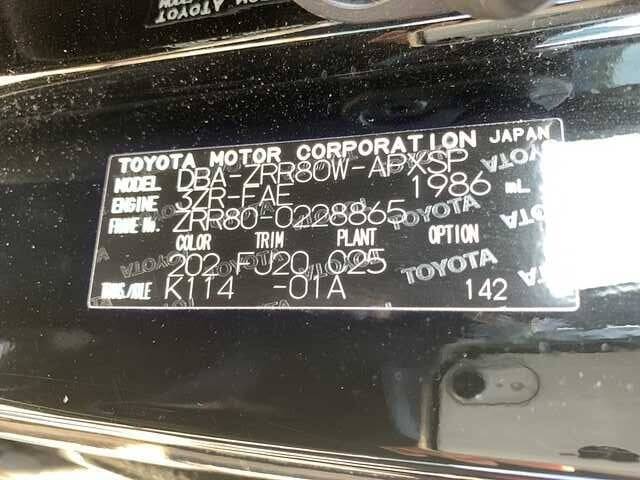 TOYOTA MOTOR CORPORATION JAPAN
MODEL DBA-ZRR80W-APXSP
ENGINE 3ZR-FAE 1986 mL
FRAME No. ZRR80-0228865
COLOR TRIM PLANT OPTION
202 FJ20 025
TRANS/AXLE K114 -01A 142
TOYOTA